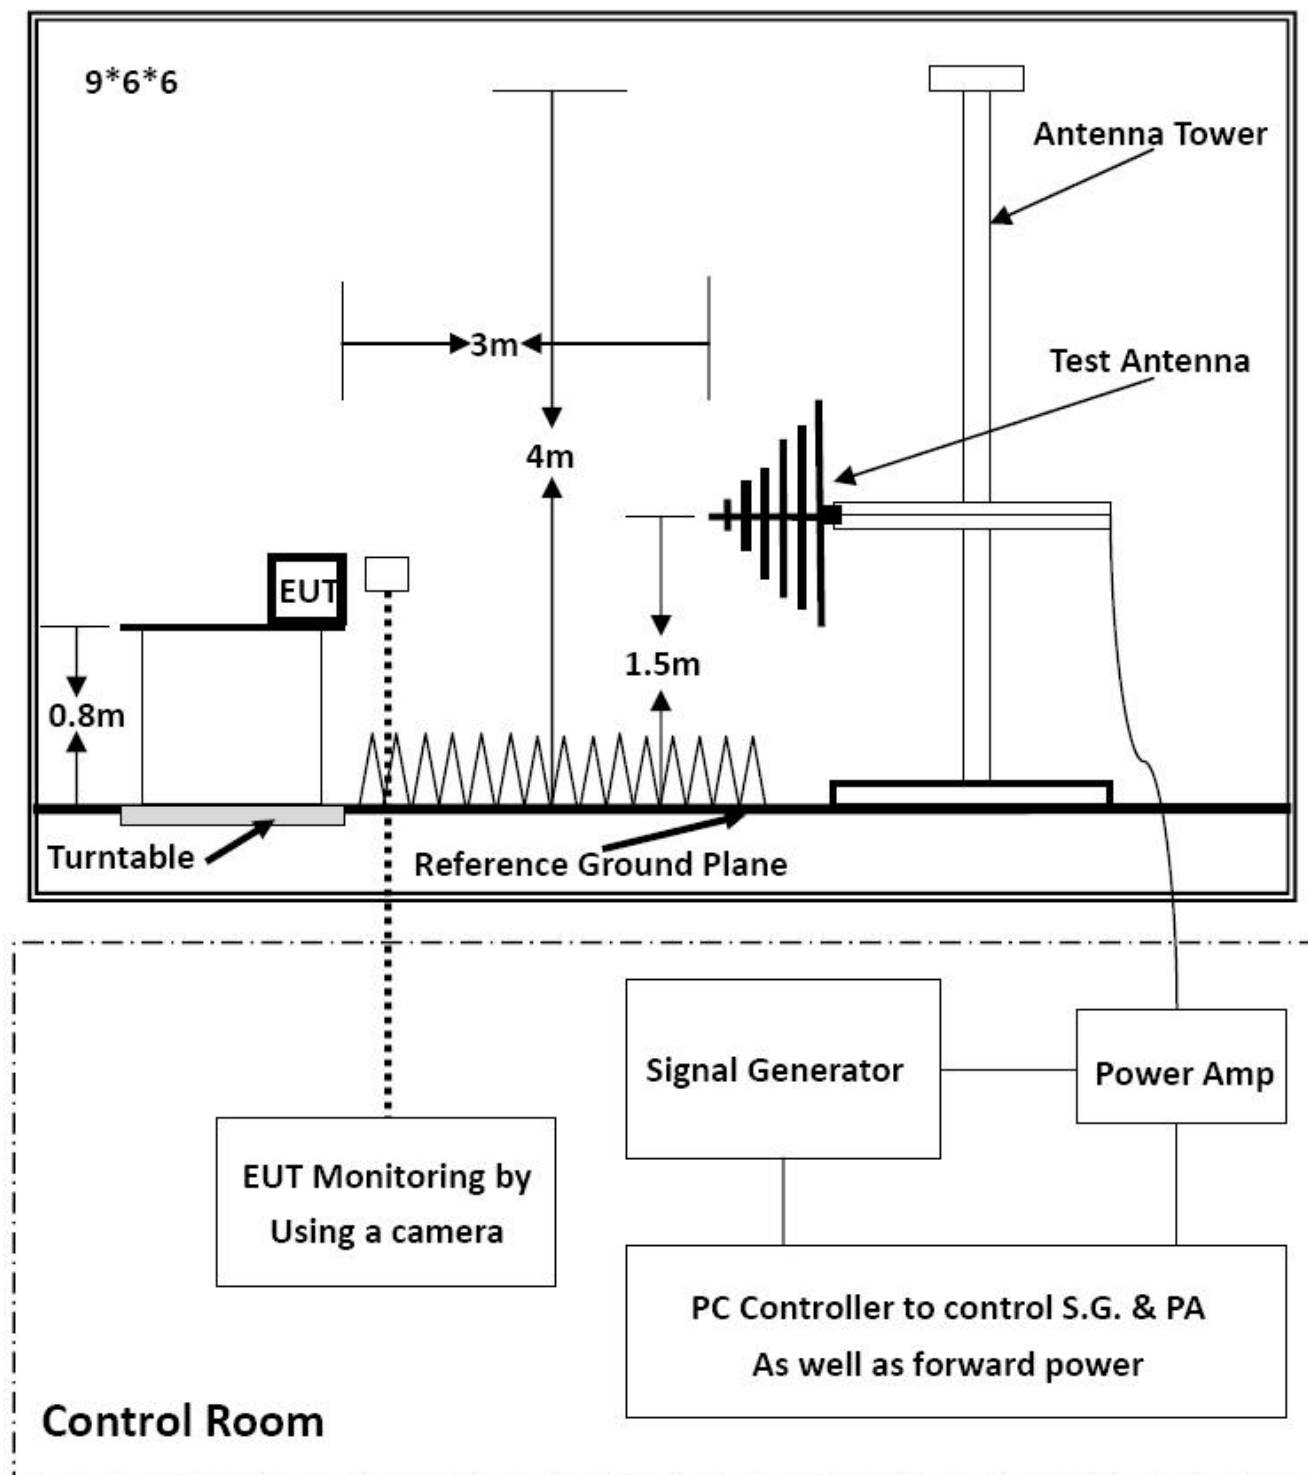 9*6*6
Antenna Tower
3m
Test Antenna
4m
EUT
1.5m
0.8m
Turntable
Reference Ground Plane
Signal Generator
Power Amp
EUT Monitoring by
Using a camera
PC Controller to control S.G. & PA
As well as forward power
Control Room